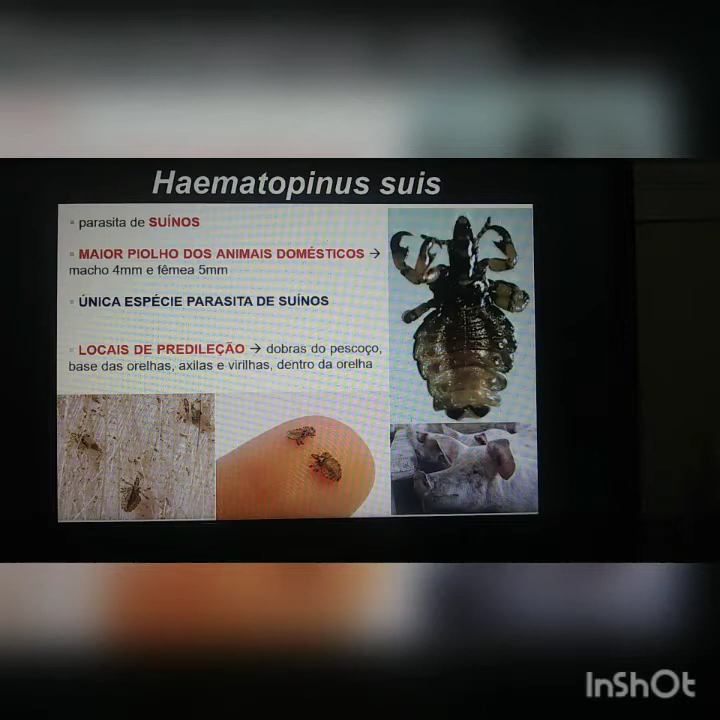 Haematopinus suis
▫ parasita de SUÍNOS
▫ MAIOR PIOLHO DOS ANIMAIS DOMÉSTICOS →
macho 4mm e fêmea 5mm
▫ ÚNICA ESPÉCIE PARASITA DE SUÍNOS
▫ LOCAIS DE PREDILEÇÃO → dobras do pescoço,
base das orelhas, axilas e virilhas, dentro da orelha
InShOt